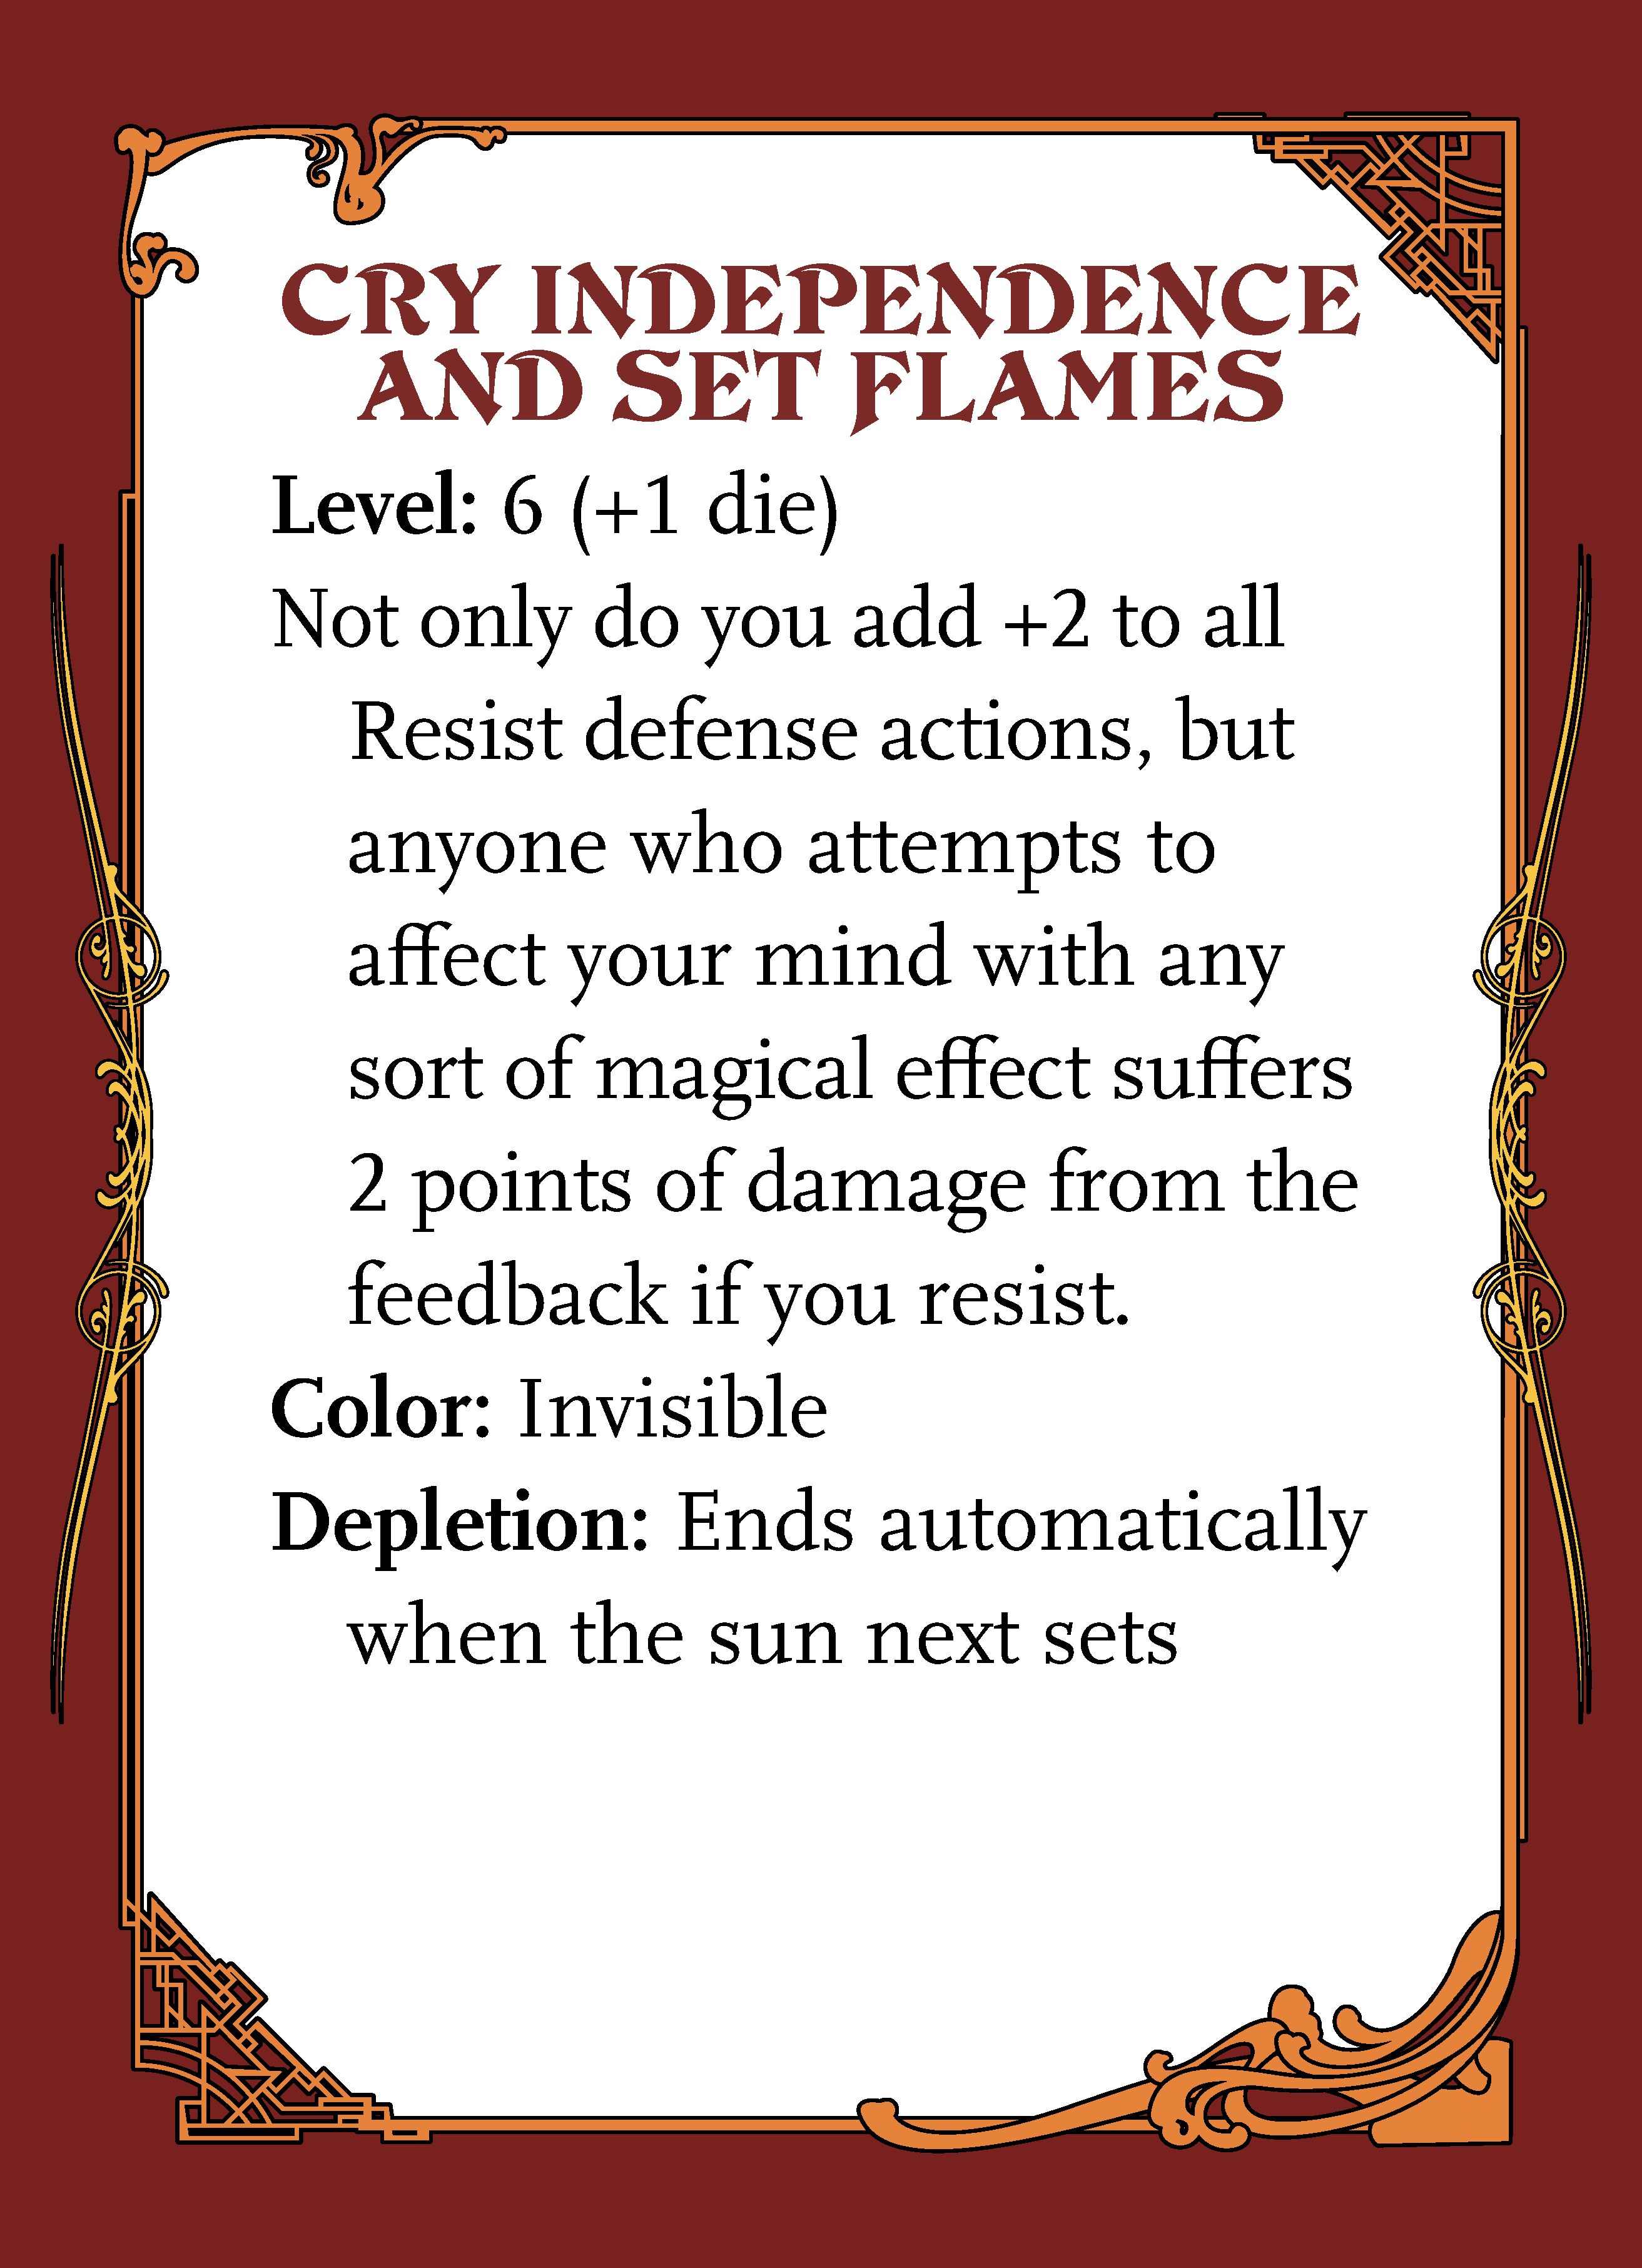 CRY INDEPENDENCE
AND SET FLAMES
Level: 6 (+1 die)
Not only do you add +2 to all
Resist defense actions, but
anyone who attempts to
affect your mind with any
sort of magical effect suffers
2 points of damage from the
feedback if you resist.
Color: Invisible
Depletion: Ends automatically
when the sun next sets